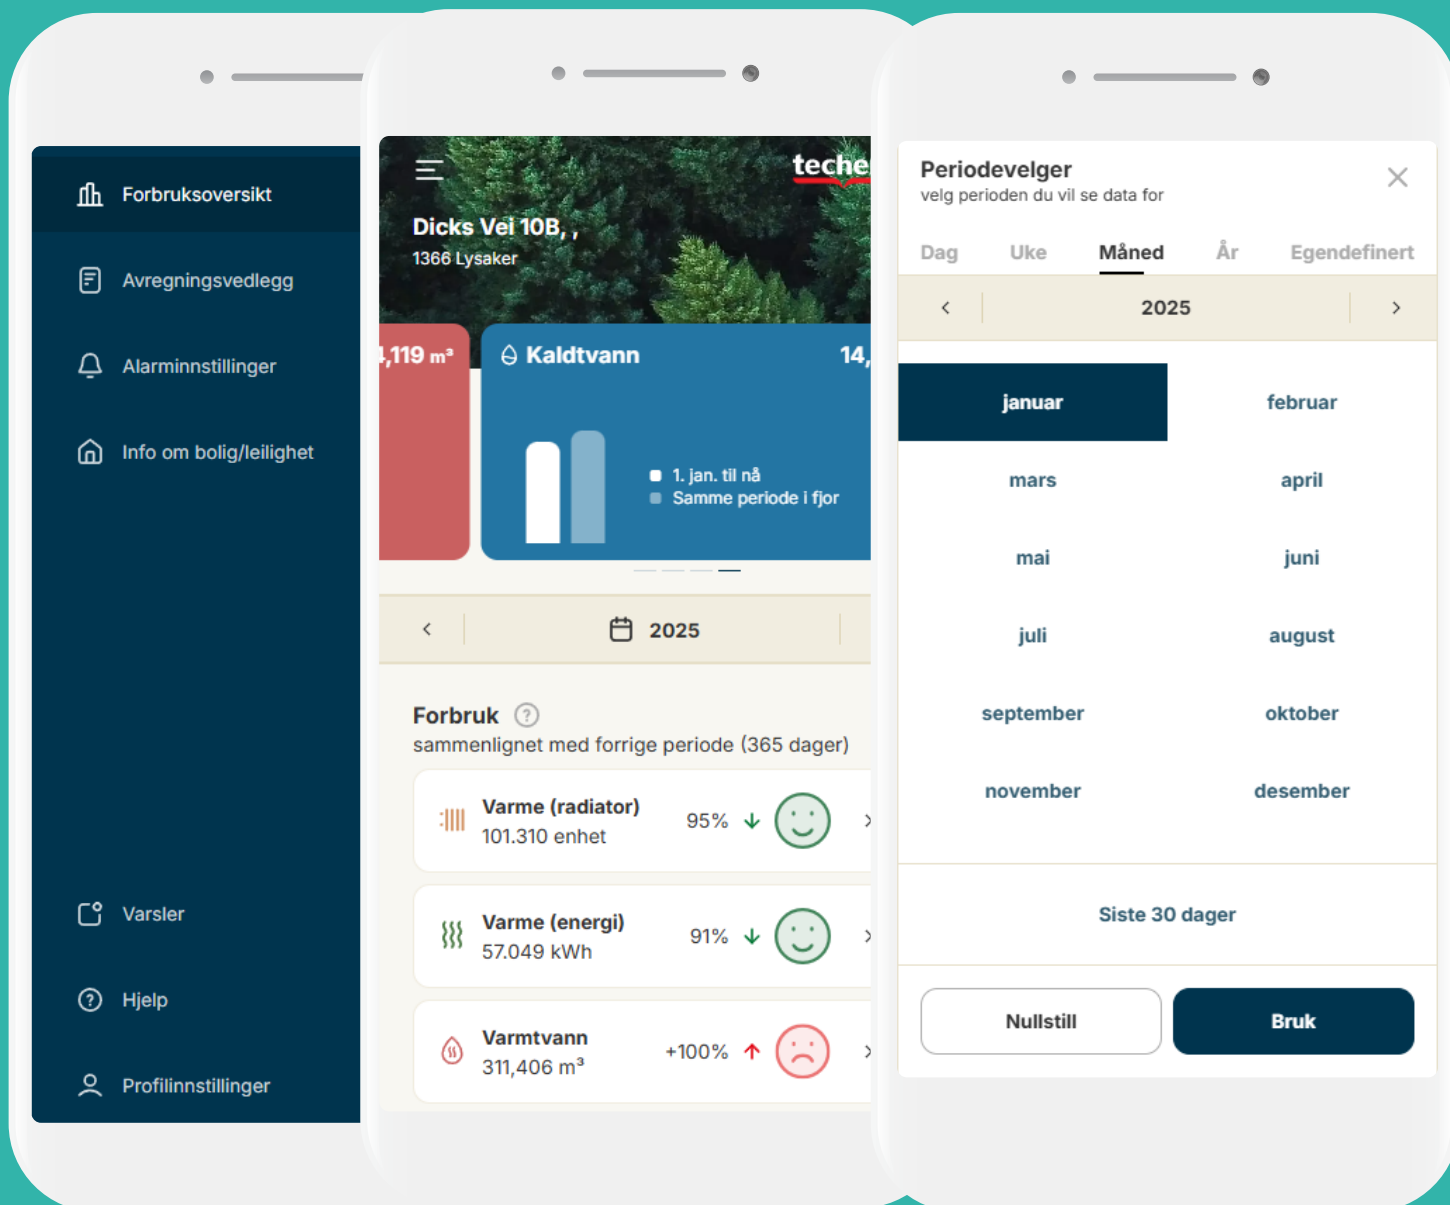 Forbruksoversikt
Avregningsvedlegg
Alarminnstillinger
Info om bolig/leilighet
Varsler
Hjelp
Profilinnstillinger
teche
Dicks Vei 10B, ,
1366 Lysaker
,119 m³
Kaldtvann 14,
1. jan. til nå
Samme periode i fjor
2025
Forbruk ?
sammenlignet med forrige periode (365 dager)
Varme (radiator)
101.310 enhet
95%
Varme (energi)
57.049 kWh
91%
Varmtvann
311,406 m³
+100%
Periodevelger
velg perioden du vil se data for
Dag Uke Måned År Egendefinert
2025
januar februar
mars april
mai juni
juli august
september oktober
november desember
Siste 30 dager
Nullstill Bruk